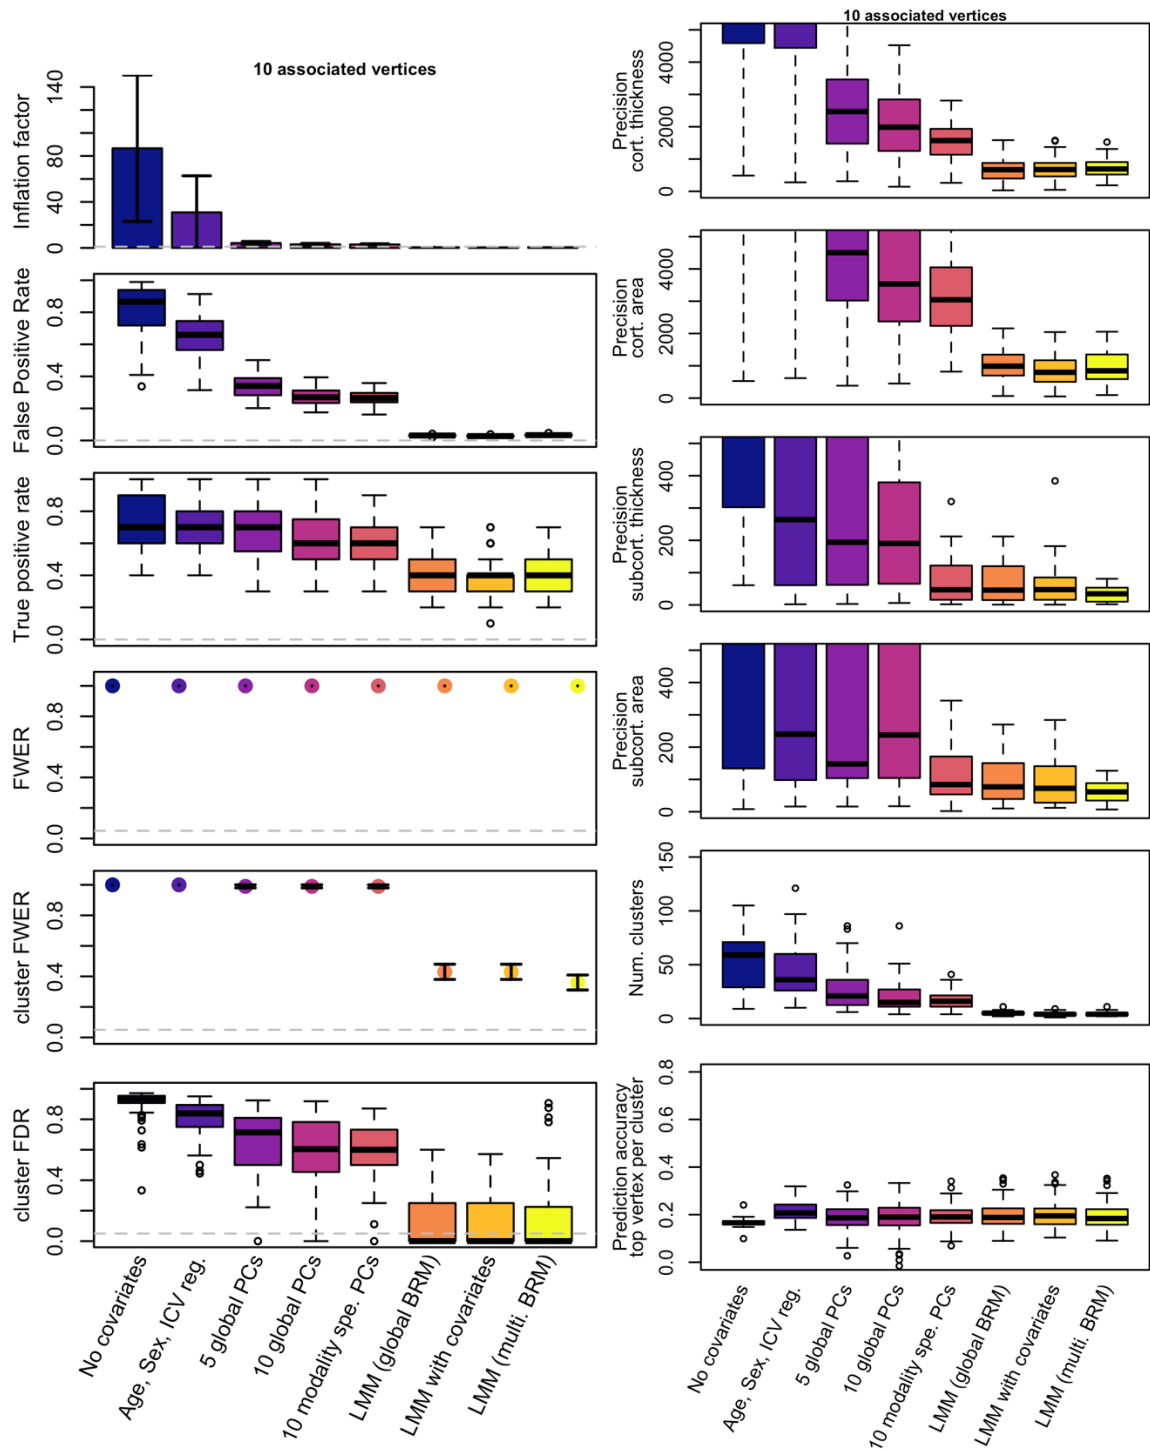 10 associated vertices
Inflation factor
0 40 80 140
False Positive Rate
0.0 0.4 0.8
True positive rate
0.0 0.4 0.8
FWER
0.0 0.4 0.8
cluster FWER
0.0 0.4 0.8
cluster FDR
0.0 0.4 0.8
No covariates
Age, Sex, ICV reg.
5 global PCs
10 global PCs
10 modality spe. PCs
LMM (global BRM)
LMM with covariates
LMM (multi. BRM)
10 associated vertices
Precision
cort. thickness
0 2000 4000
Precision
cort. area
0 2000 4000
Precision
subcort. thickness
0 200 400
Precision
subcort. area
0 200 400
Num. clusters
0 50 100 150
Prediction accuracy
top vertex per cluster
0.0 0.2 0.4 0.6 0.8
No covariates
Age, Sex, ICV reg.
5 global PCs
10 global PCs
10 modality spe. PCs
LMM (global BRM)
LMM with covariates
LMM (multi. BRM)